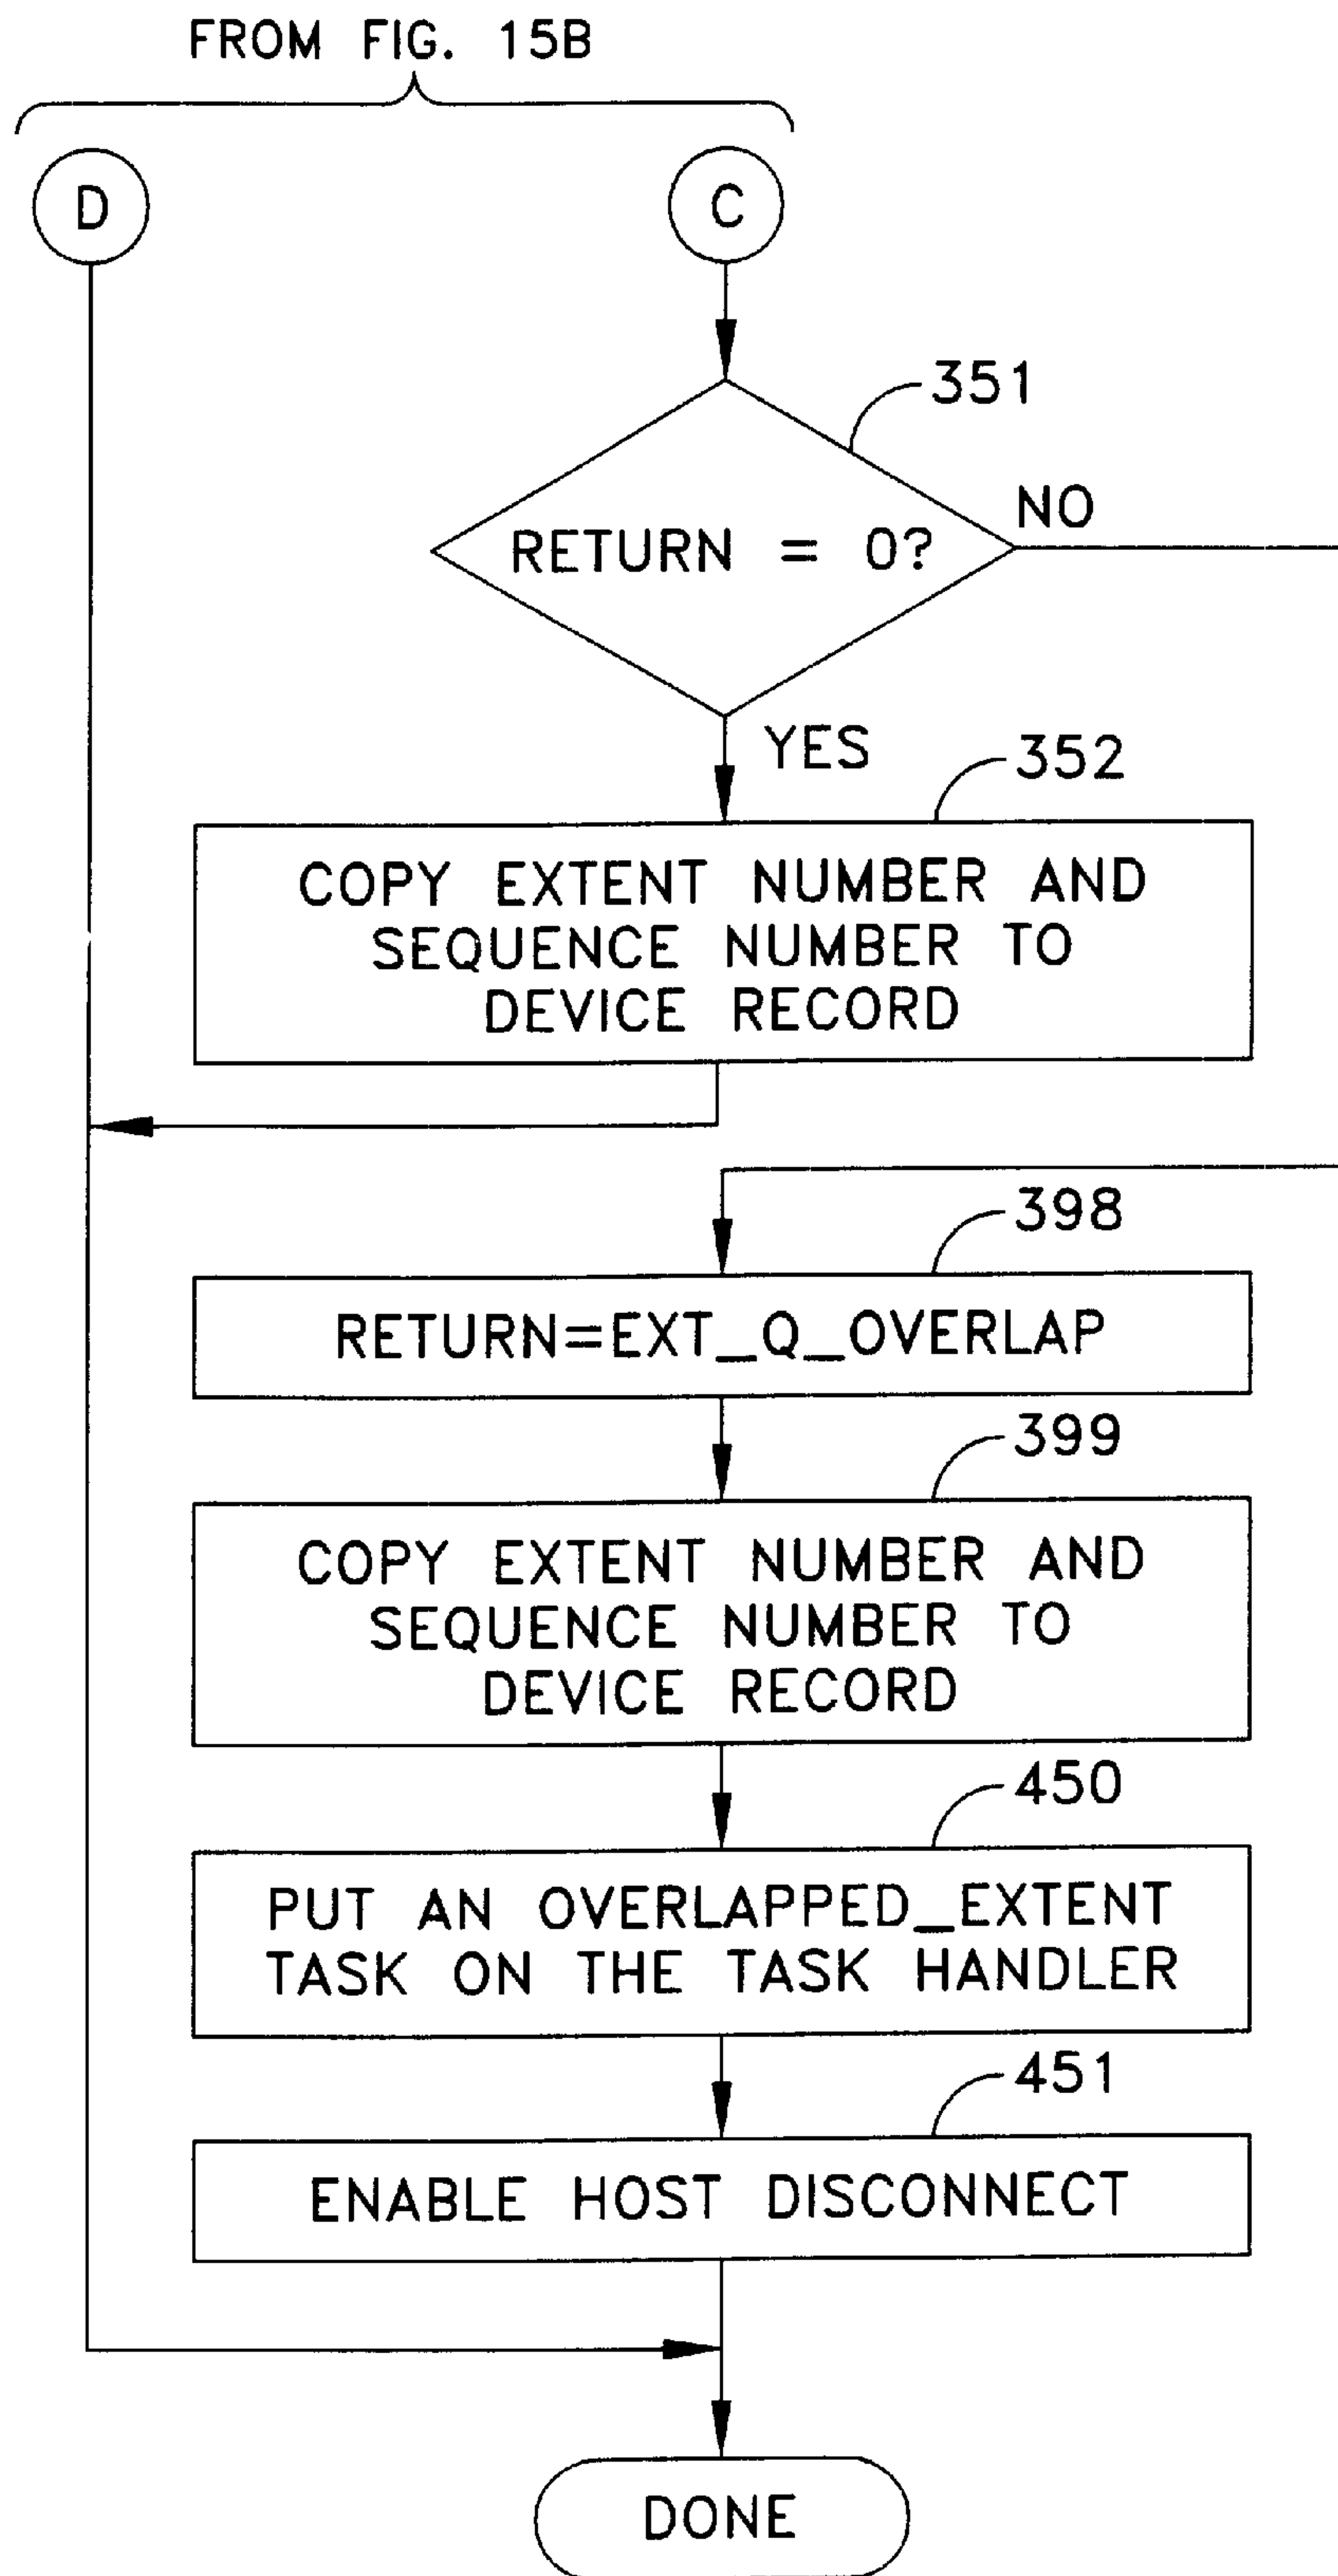 FROM FIG. 15B
D
C
351
RETURN = 0?
NO
YES
352
COPY EXTENT NUMBER AND
SEQUENCE NUMBER TO
DEVICE RECORD
398
RETURN=EXT_Q_OVERLAP
399
COPY EXTENT NUMBER AND
SEQUENCE NUMBER TO
DEVICE RECORD
450
PUT AN OVERLAPPED_EXTENT
TASK ON THE TASK HANDLER
451
ENABLE HOST DISCONNECT
DONE